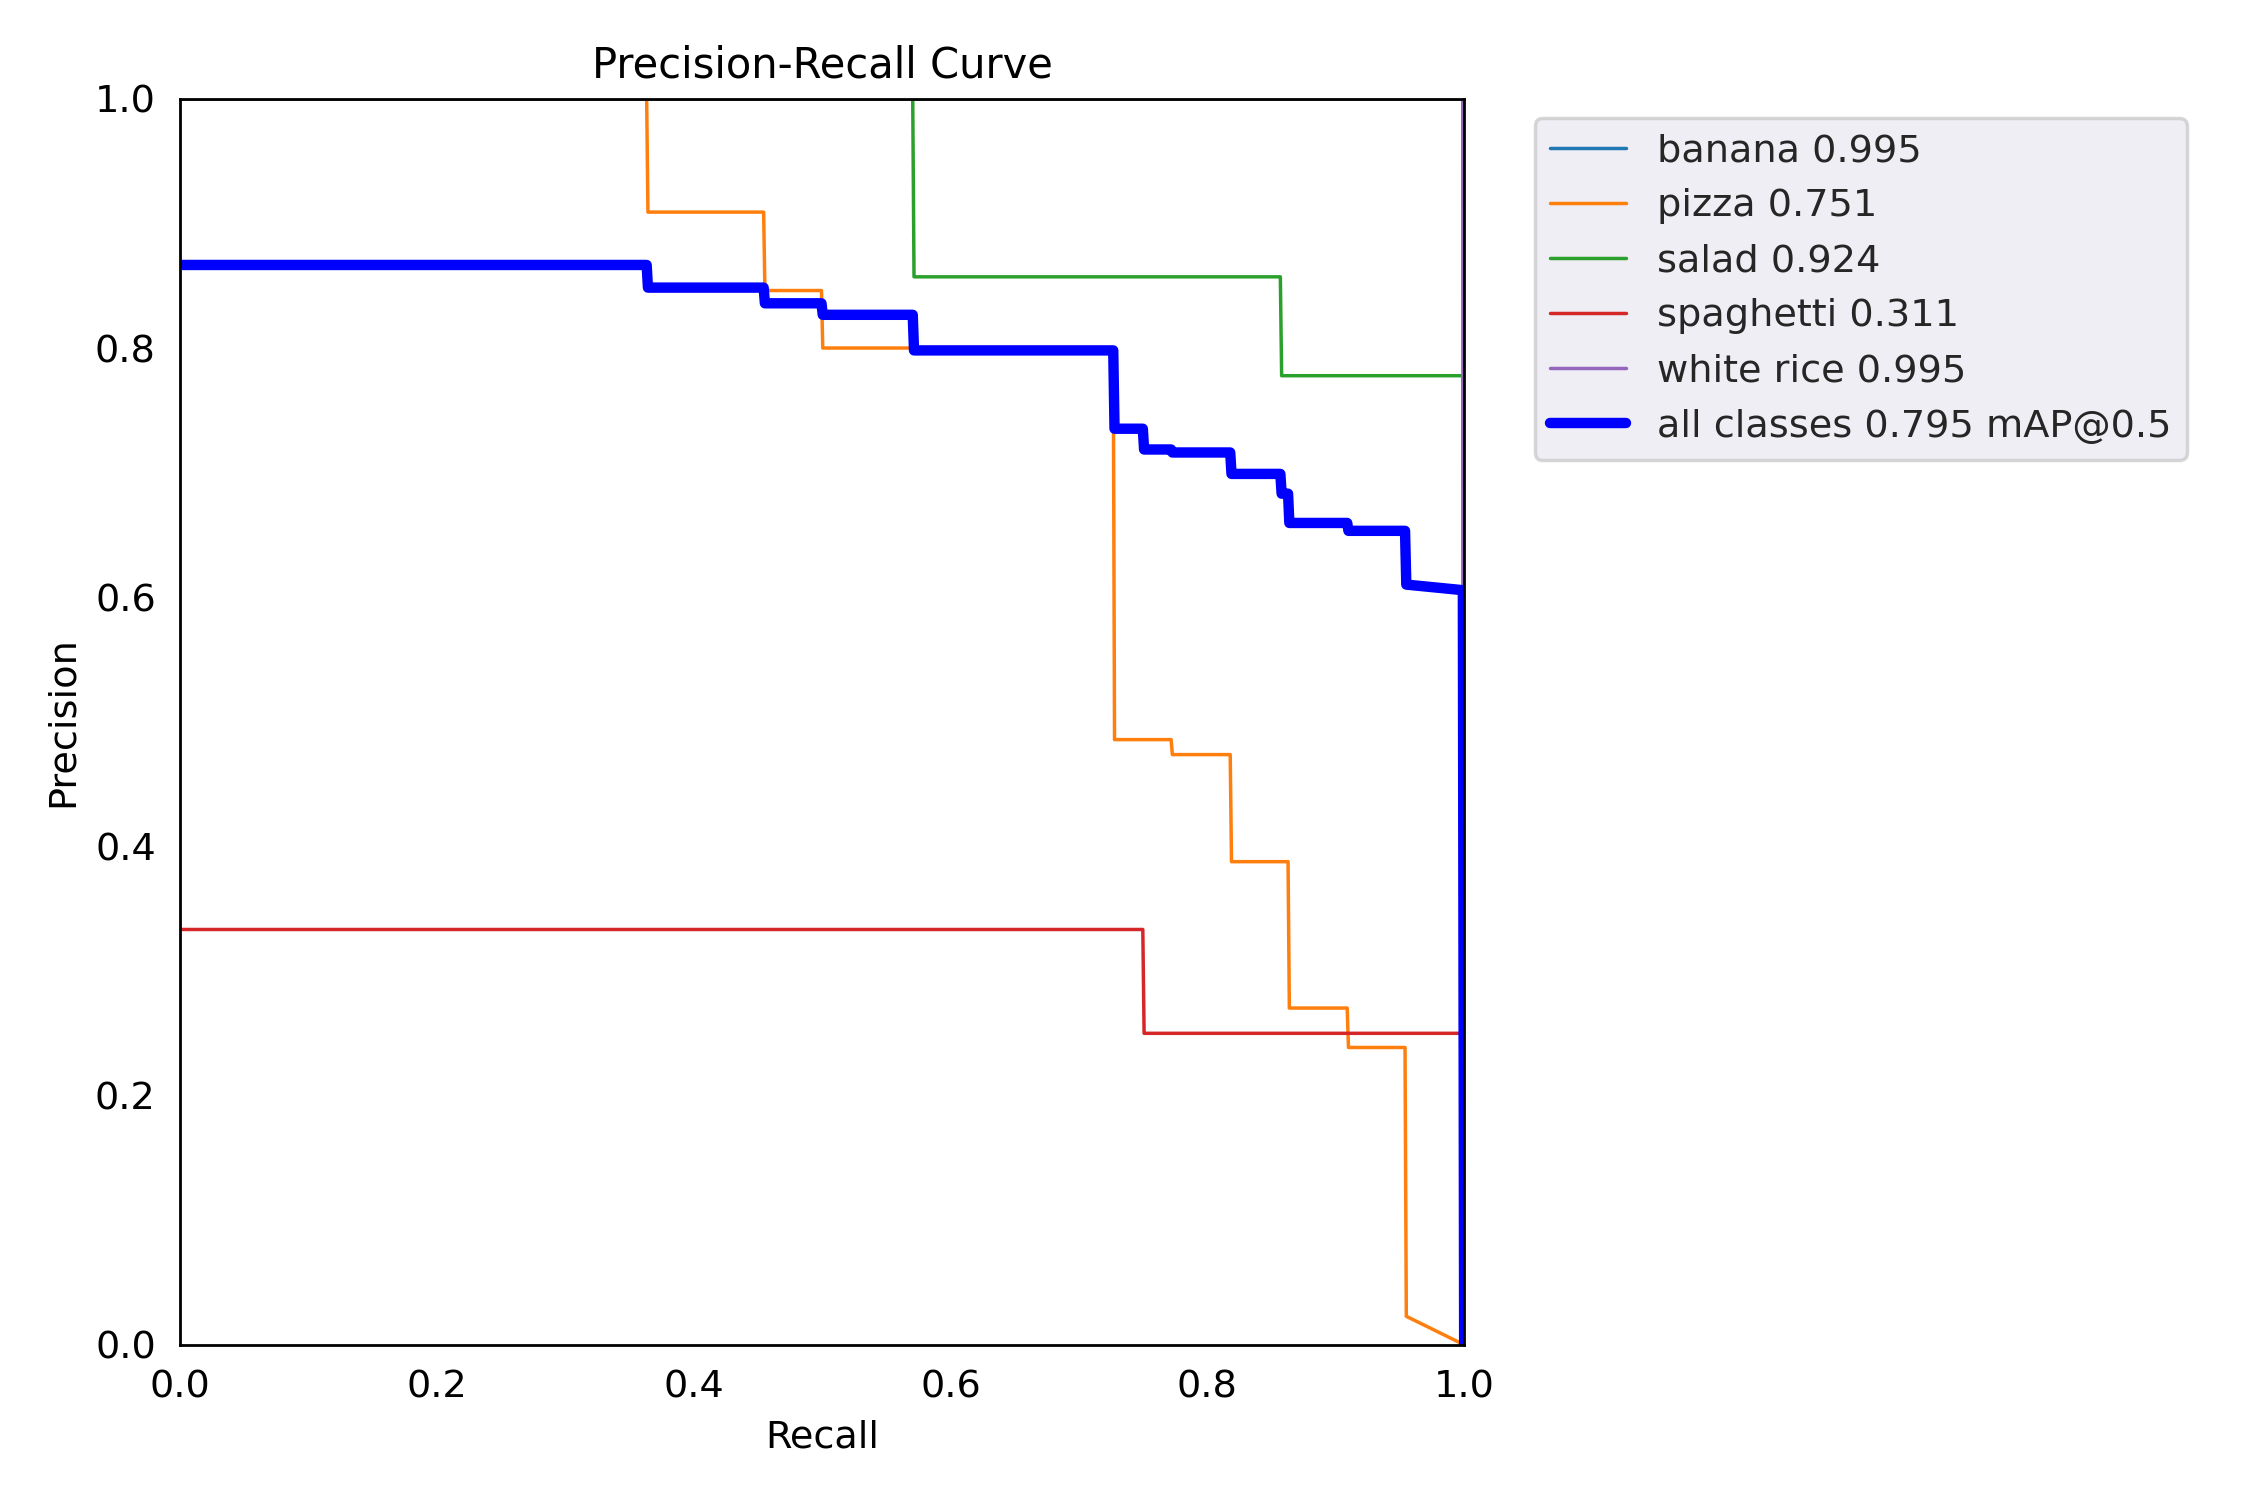 Precision-Recall Curve
1.0
0.8
0.6
0.4
0.2
0.0
Precision
0.0 0.2 0.4 0.6 0.8 1.0
Recall
banana 0.995
pizza 0.751
salad 0.924
spaghetti 0.311
white rice 0.995
all classes 0.795 mAP@0.5